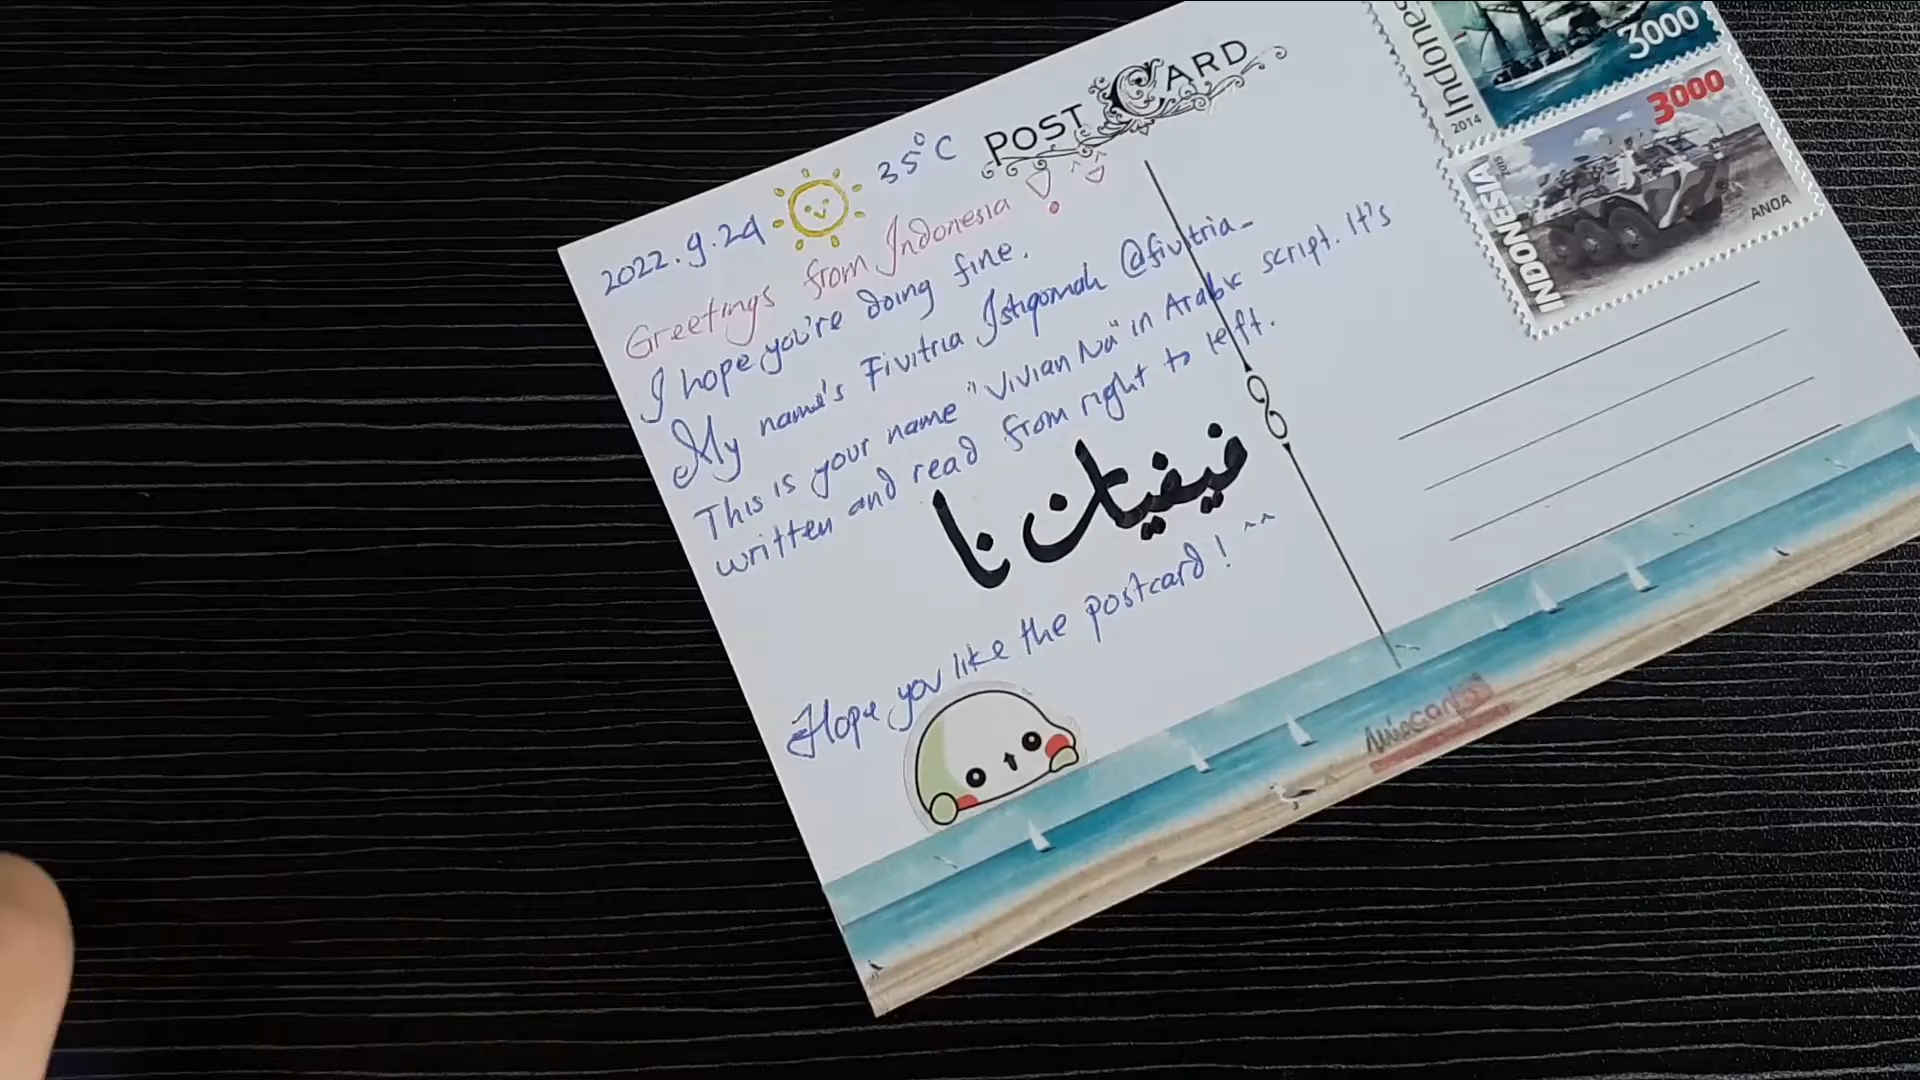 POST CARD
2022.9.24 35°C
Greetings from Indonesia!
I hope you're doing fine.
My name's Fivitria Istiqomah @fivitria_
This is your name "Vivian Na" in Arabic script. It's
written and read from right to left.
فيفيان نا
Hope you like the postcard! ^^
Indones
2014
3000
3000
INDONESIA
2015
ANOA